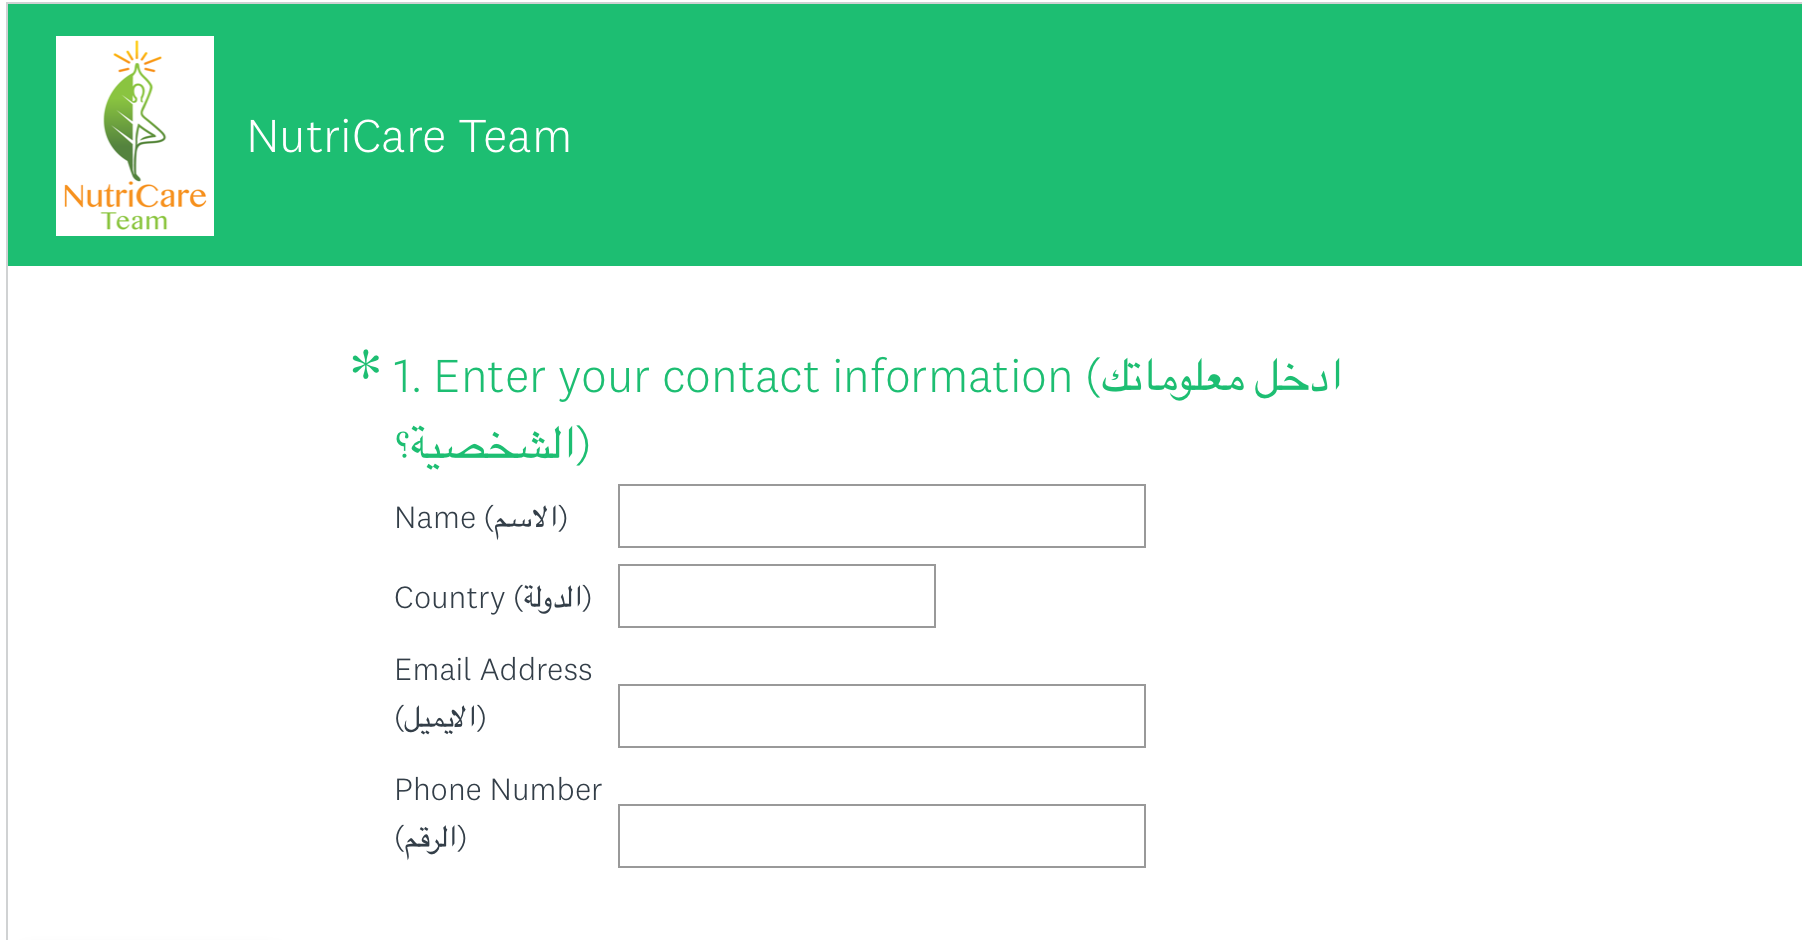 NutriCare
Team
NutriCare Team
* 1. Enter your contact information (ادخل معلوماتك
الشخصية؟)
Name (الاسم)
Country (الدولة)
Email Address
(الايميل)
Phone Number
(الرقم)